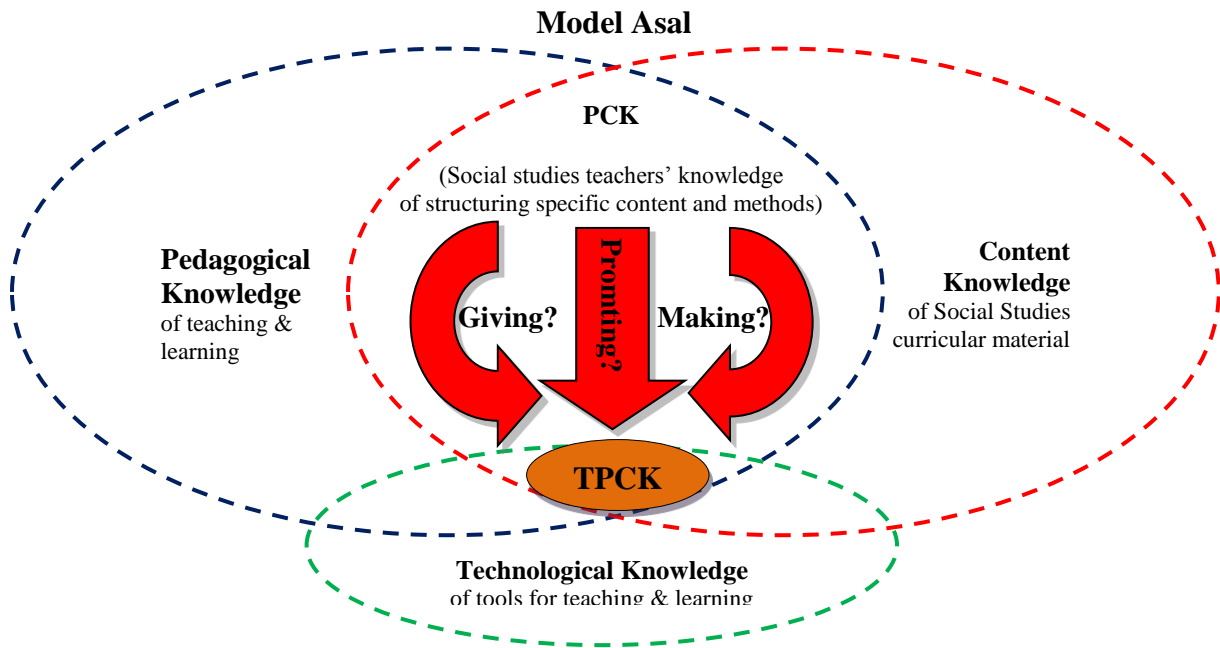 Model Asal
PCK
(Social studies teachers’ knowledge
of structuring specific content and methods)
Pedagogical
Knowledge
of teaching &
learning
Giving?
Promting?
Making?
Content
Knowledge
of Social Studies
curricular material
TPCK
Technological Knowledge
of tools for teaching & learning